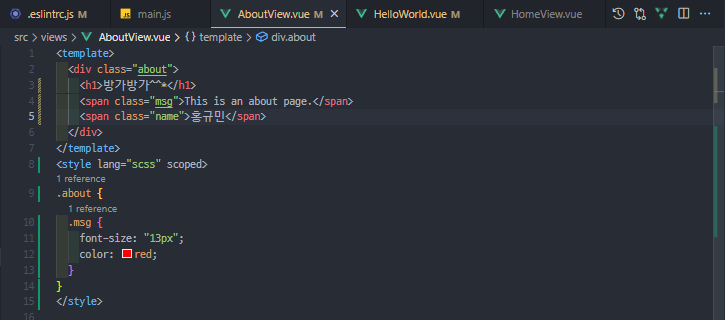 .eslintrc.js M main.js AboutView.vue M HelloWorld.vue M HomeView.vue
src > views > AboutView.vue > {} template > div.about
1 <template>
2 <div class="about">
3 <h1>방가방가^^*</h1>
4 <span class="msg">This is an about page.</span>
5 <span class="name">홍규민</span>
6 </div>
7 </template>
8 <style lang="scss" scoped>
1 reference
9 .about {
1 reference
10 .msg {
11 font-size: "13px";
12 color: red;
13 }
14 }
15 </style>